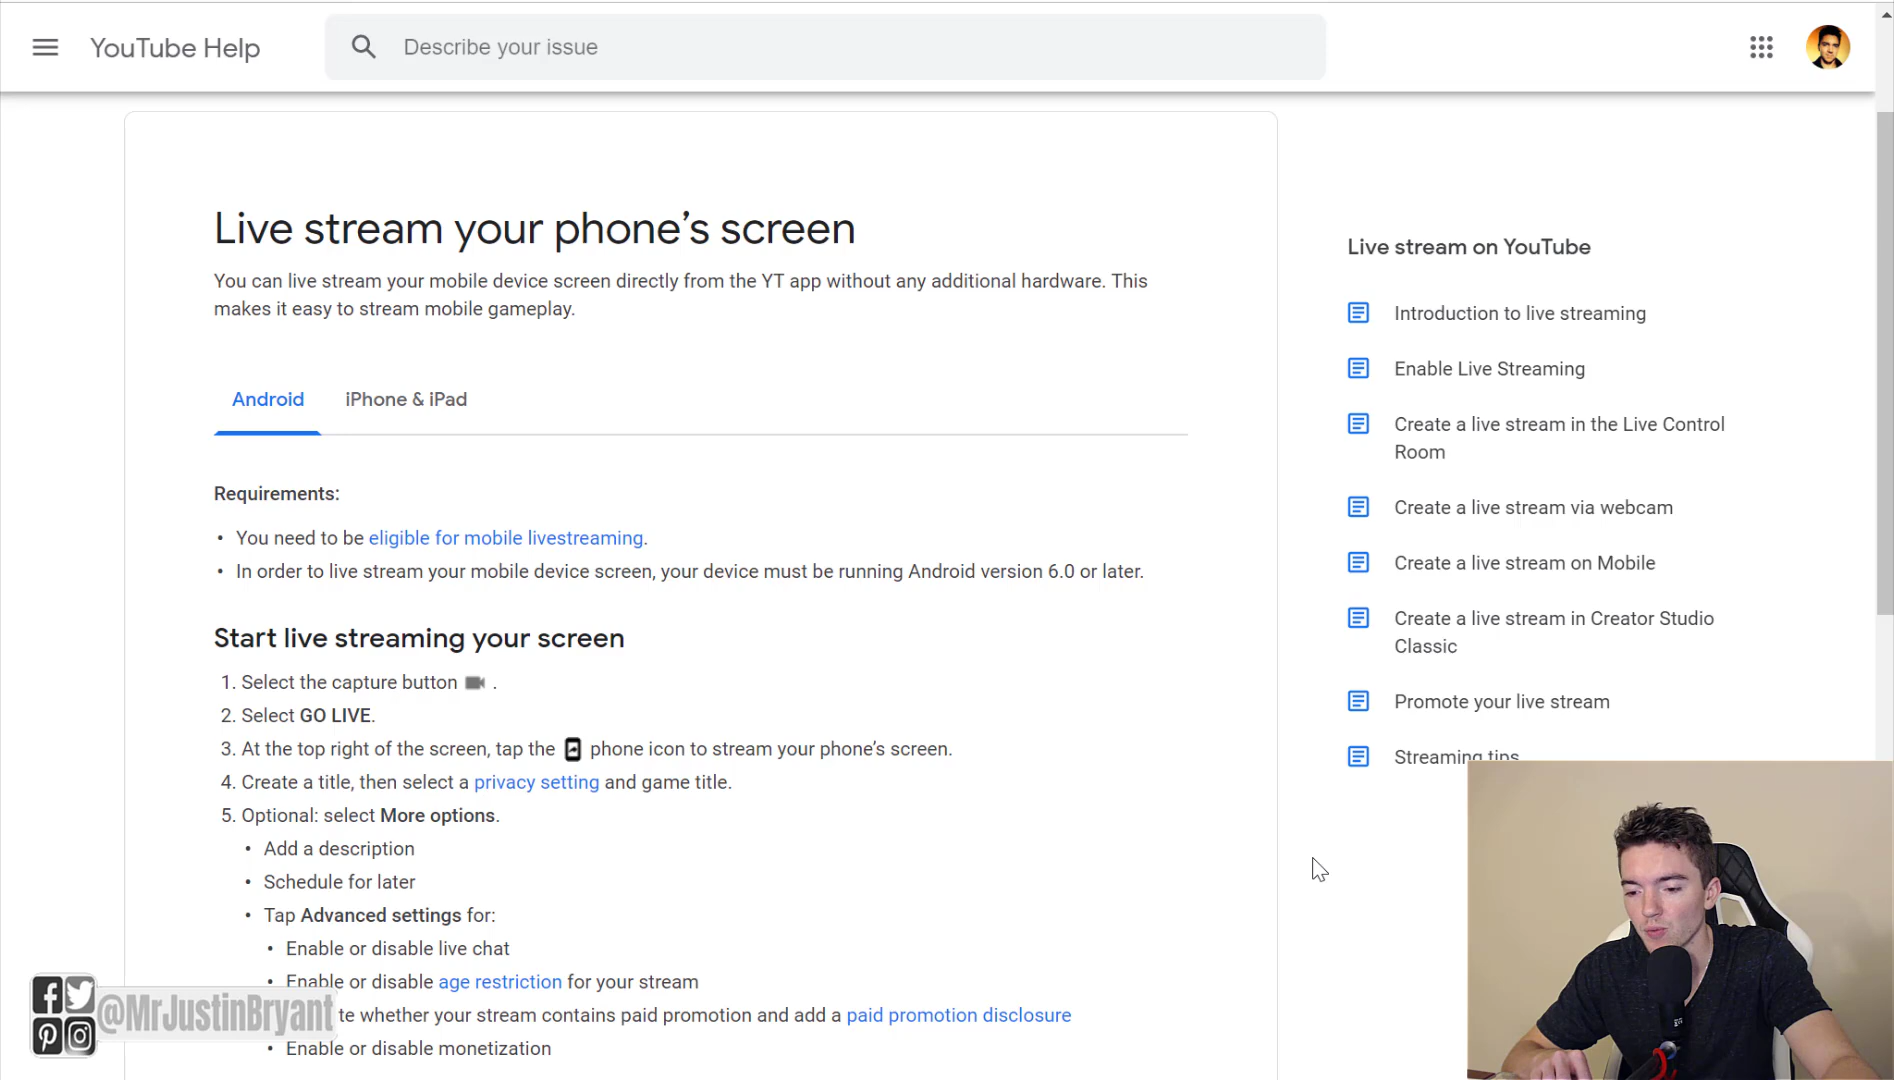 YouTube Help
Describe your issue
Live stream your phone’s screen
You can live stream your mobile device screen directly from the YT app without any additional hardware. This
makes it easy to stream mobile gameplay.
Android
iPhone & iPad
Requirements:
• You need to be eligible for mobile livestreaming.
• In order to live stream your mobile device screen, your device must be running Android version 6.0 or later.
Start live streaming your screen
1. Select the capture button .
2. Select GO LIVE.
3. At the top right of the screen, tap the phone icon to stream your phone’s screen.
4. Create a title, then select a privacy setting and game title.
5. Optional: select More options.
• Add a description
• Schedule for later
• Tap Advanced settings for:
• Enable or disable live chat
• Enable or disable age restriction for your stream
te whether your stream contains paid promotion and add a paid promotion disclosure
• Enable or disable monetization
Live stream on YouTube
Introduction to live streaming
Enable Live Streaming
Create a live stream in the Live Control
Room
Create a live stream via webcam
Create a live stream on Mobile
Create a live stream in Creator Studio
Classic
Promote your live stream
Streaming tips
@MrJustinBryant